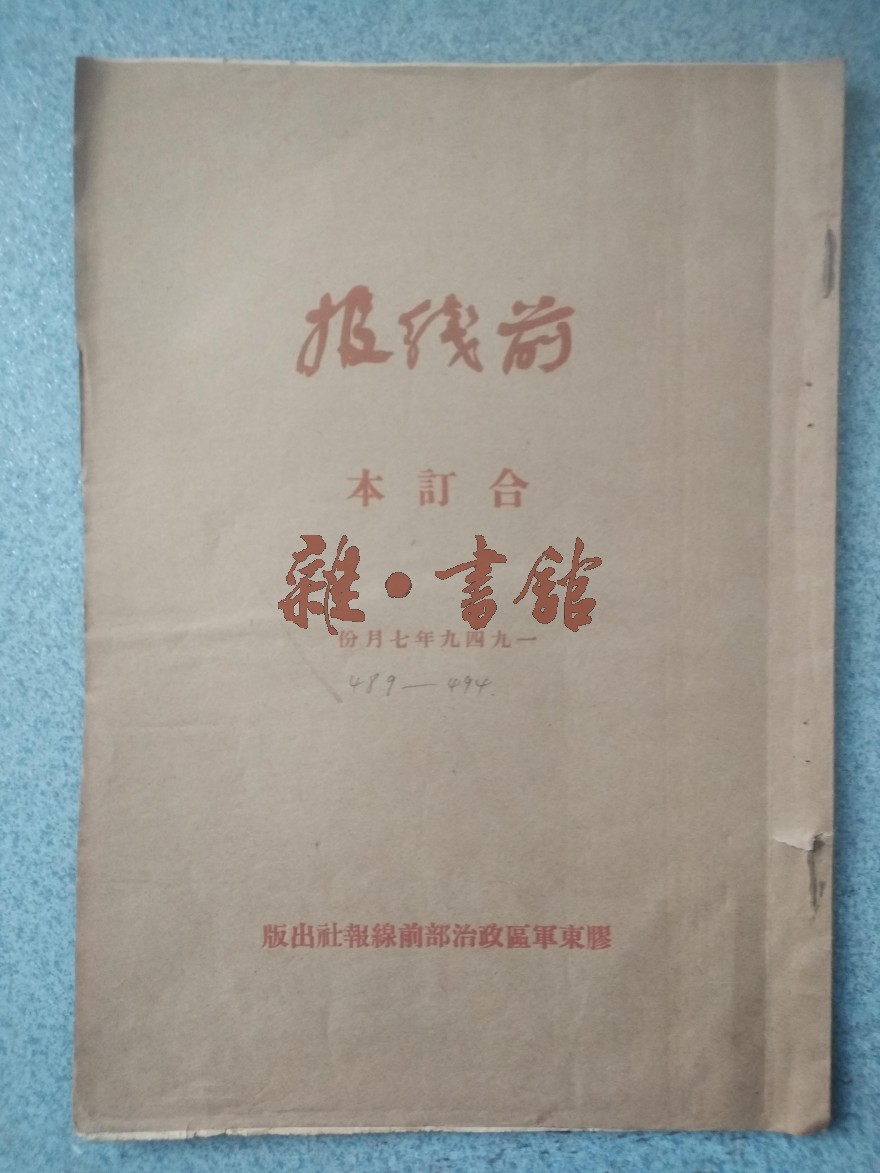 前线报
合訂本
雜·書館
一九四九年七月份
489—494.
膠東軍區政治部前線報社出版